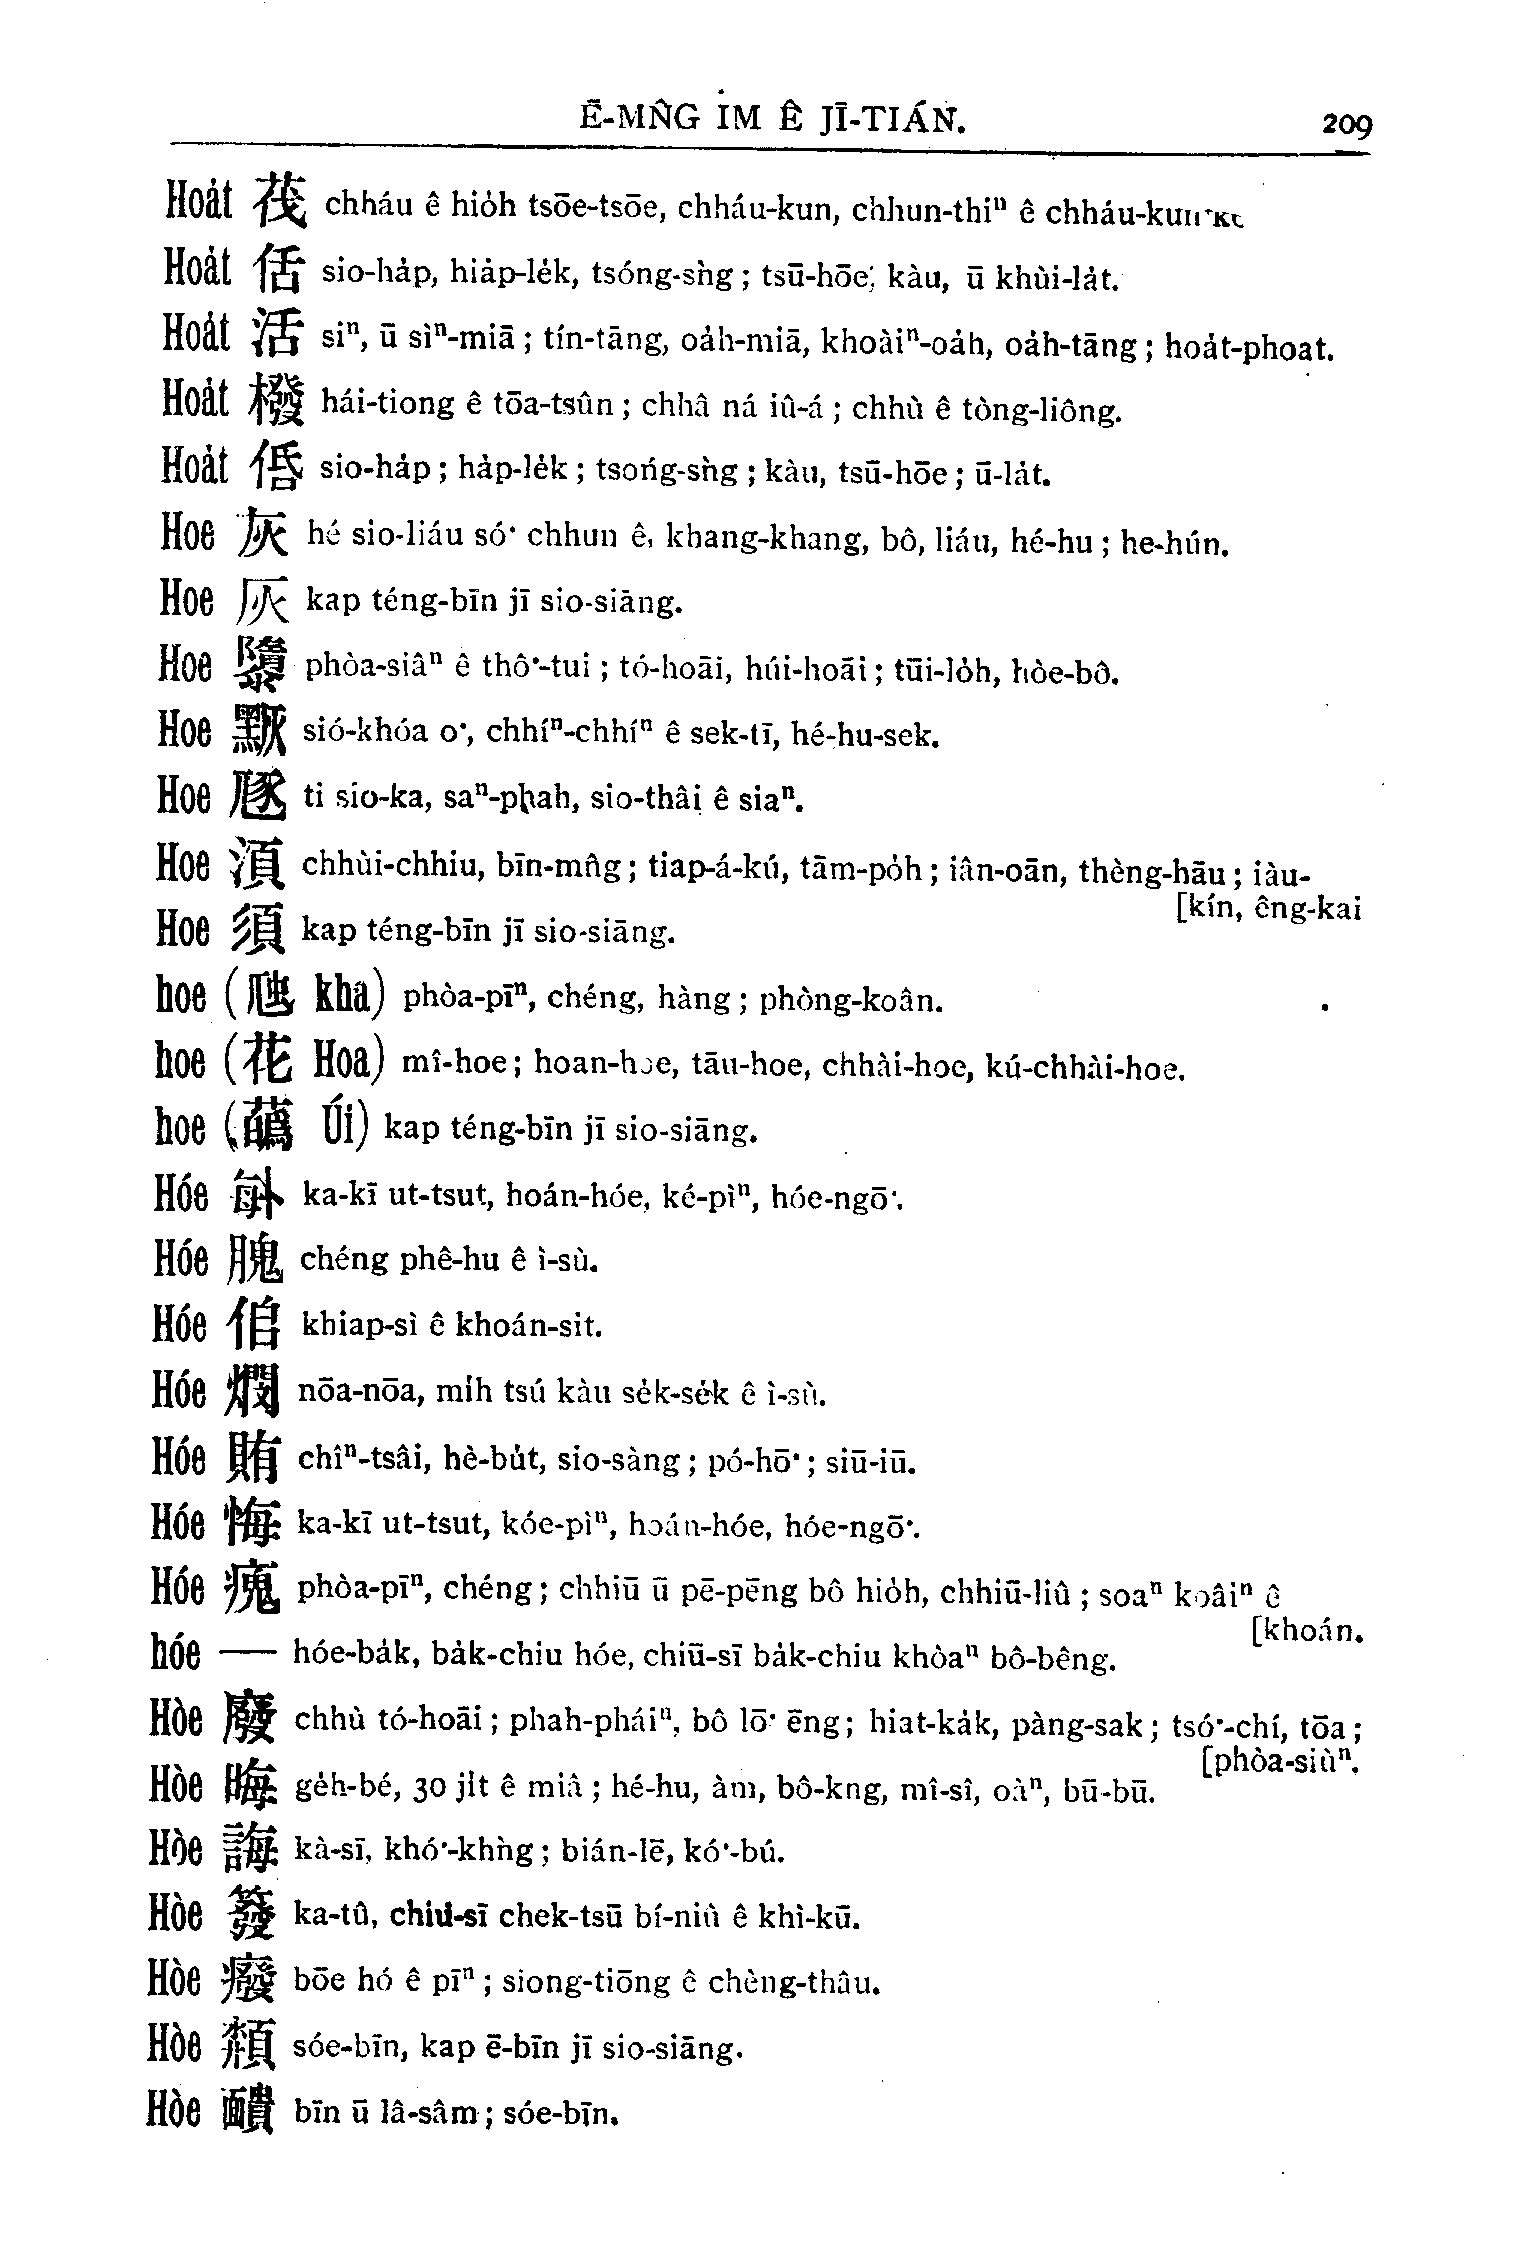 Ē-MN̂G IM Ê JĪ-TIÁN. 209
Hoa̍t 茷 chháu ê hio̍h tsōe-tsōe, chháu-kun, chhun-thiⁿ ê chháu-kun
Hoa̍t 佸 sio-ha̍p, hia̍p-le̍k, tsóng-sǹg; tsū-hōe; kàu, ū khùi-la̍t.
Hoa̍t 活 siⁿ, ū sìⁿ-miā; tín-tāng, oa̍h-miā, khoàiⁿ-oa̍h, oa̍h-tāng; hoa̍t-phoat.
Hoa̍t 橃 hái-tiong ê tōa-tsûn; chhâ ná iû-á; chhù ê tòng-liông.
Hoa̍t sio-ha̍p; ha̍p-le̍k; tsońg-sǹg; kàu, tsū-hōe; ū-la̍t.
Hoe 灰 hé sio-liáu só͘ chhun ê, khang-khang, bô, liáu, hé-hu; he-hún.
Hoe 灰 kap téng-bīn jī sio-siāng.
Hoe 隳 phòa-siâⁿ ê thô͘-tui; tó-hoāi, húi-hoāi; tūi-lo̍h, hòe-bô.
Hoe sió-khóa o͘, chhíⁿ-chhíⁿ ê sek-tī, hé-hu-sek.
Hoe 豗 ti sio-ka, saⁿ-phah, sio-thâi ê siaⁿ.
Hoe 湏 chhùi-chhiu, bīn-mn̂g; tiap-á-kú, tām-po̍h; iân-oān, thèng-hāu; iàu-
[kín, êng-kai
Hoe 須 kap téng-bīn jī sio-siāng.
hoe (虺 kha) phòa-pīⁿ, chéng, hàng; phòng-koân.
hoe (花 Hoa) mî-hoe; hoan-hoe, tāu-hoe, chhài-hoe, kú-chhài-hoe.
hoe (蘤 Úi) kap téng-bīn jī sio-siāng.
Hóe ka-kī ut-tsut, hoán-hóe, ké-pìⁿ, hóe-ngō͘.
Hóe chéng phê-hu ê ì-sù.
Hóe khiap-sì ê khoán-sit.
Hóe nōa-nōa, mi̍h tsú kàu se̍k-se̍k ê ì-sù.
Hóe 賄 chîⁿ-tsâi, hè-bu̍t, sio-sàng; pó-hō͘; siū-iū.
Hóe 悔 ka-kī ut-tsut, kóe-pìⁿ, hoán-hóe, hóe-ngō͘.
Hóe 瘣 phòa-pīⁿ, chéng; chhiū ū pē-pēng bô hio̍h, chhiū-liû; soaⁿ koâiⁿ ê
[khoán.
hóe — hóe-ba̍k, ba̍k-chiu hóe, chiū-sī ba̍k-chiu khòaⁿ bô-bêng.
Hòe 廢 chhù tó-hoāi; phah-pháiⁿ, bô lō͘ ēng; hiat-ka̍k, pàng-sak; tsó͘-chí, tōa;
[phòa-siùⁿ.
Hòe 晦 ge̍h-bé, 30 ji̍t ê miâ; hé-hu, àm, bô-kng, mî-sî, oàⁿ, bū-bū.
Hòe 誨 kà-sī, khó͘-khǹg; bián-lē, kó͘-bú.
Hòe ka-tû, chiū-sī chek-tsū bí-niû ê khì-kū.
Hòe 癈 bōe hó ê pīⁿ; siong-tiōng ê chèng-thâu.
Hòe 頮 sóe-bīn, kap ē-bīn jī sio-siāng.
Hòe 靧 bīn ū lâ-sâm; sóe-bīn.